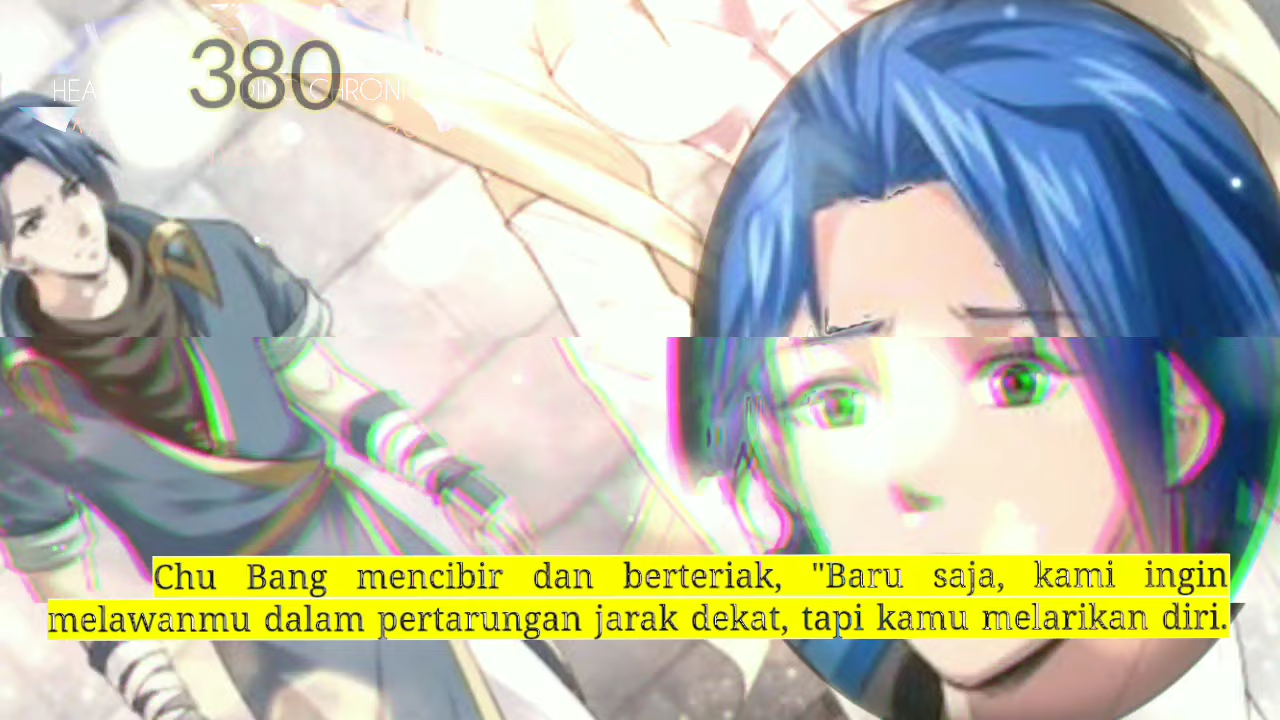 380
Chu Bang mencibir dan berteriak, "Baru saja, kami ingin
melawanmu dalam pertarungan jarak dekat, tapi kamu melarikan diri.